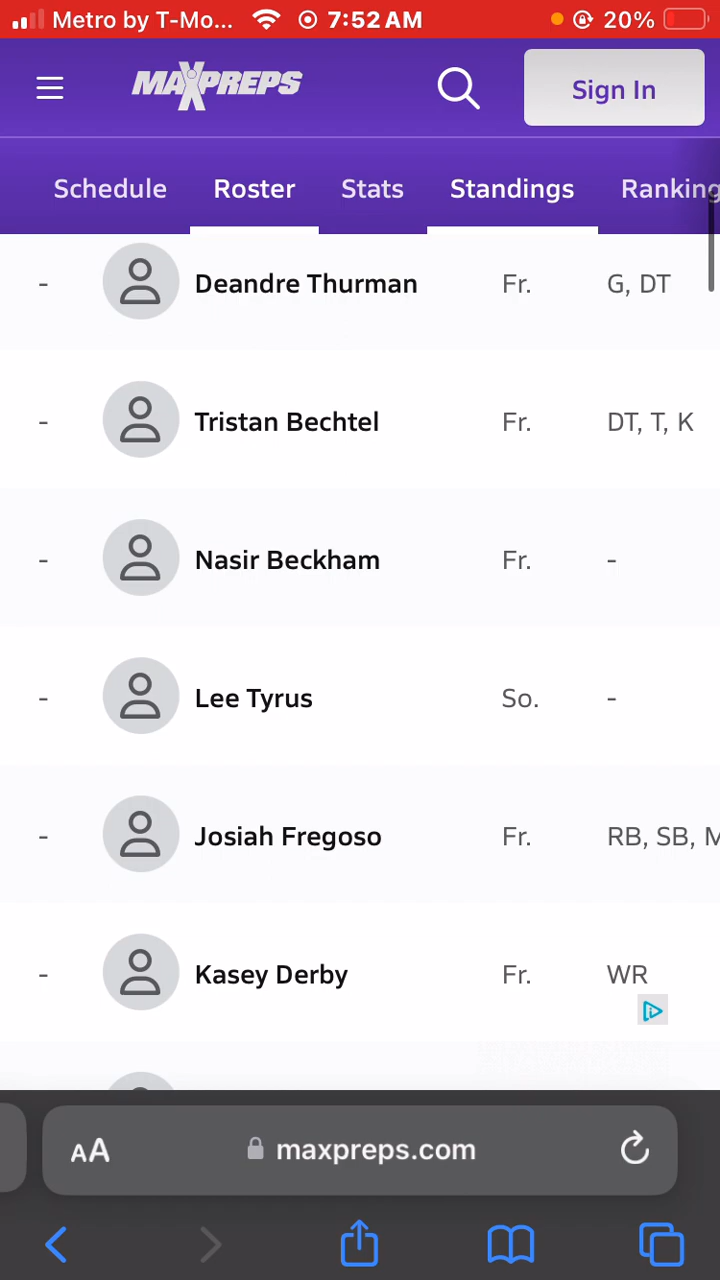 Metro by T-Mo... 7:52 AM 20%
MAXPREPS Sign In
Schedule Roster Stats Standings Ranking
- Deandre Thurman Fr. G, DT
- Tristan Bechtel Fr. DT, T, K
- Nasir Beckham Fr. -
- Lee Tyrus So. -
- Josiah Fregoso Fr. RB, SB, M
- Kasey Derby Fr. WR
AA maxpreps.com